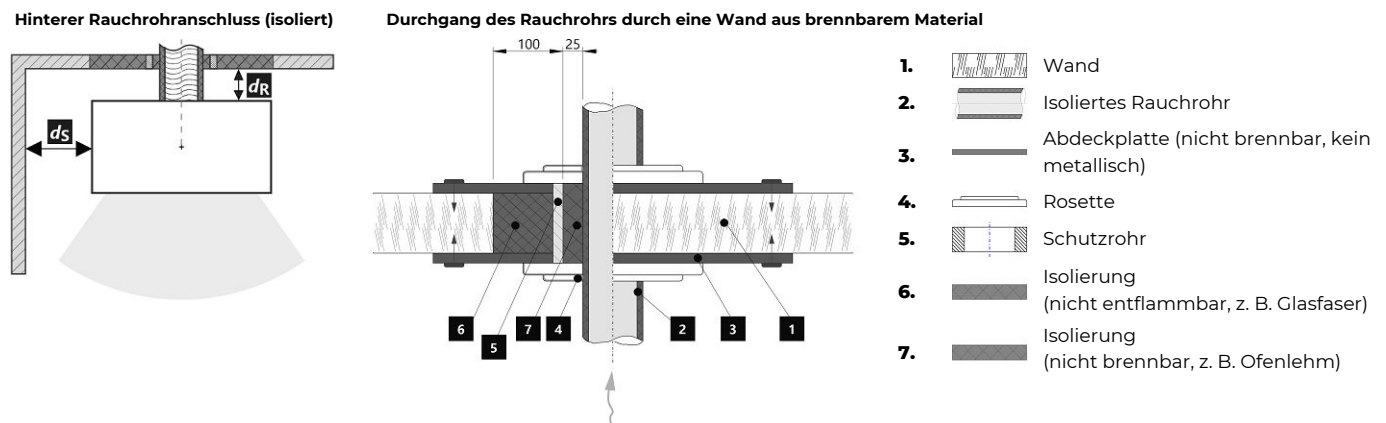 Hinterer Rauchrohranschluss (isoliert)
Durchgang des Rauchrohrs durch eine Wand aus brennbarem Material
dR
dS
100
25
6
5
7
4
2
3
1
1. Wand
2. Isoliertes Rauchrohr
3. Abdeckplatte (nicht brennbar, kein
metallisch)
4. Rosette
5. Schutzrohr
6. Isolierung
(nicht entflammbar, z. B. Glasfaser)
7. Isolierung
(nicht brennbar, z. B. Ofenlehm)